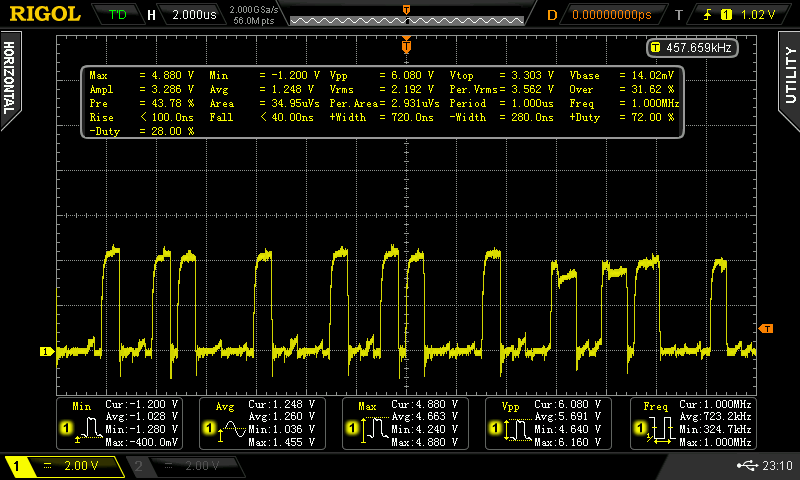 RIGOL T'D H 2.000us 2.000GSa/s 56.0M pts D 0.00000000ps T 1 1.02 V
HORIZONTAL
UTILITY
T 457.659kHz
Max = 4.880 V Min = -1.200 V Vpp = 6.080 V Vtop = 3.303 V Vbase = 14.02mV
Ampl = 3.286 V Avg = 1.248 V Vrms = 2.192 V Per.Vrms= 3.562 V Over = 31.62 %
Pre = 43.78 % Area = 34.95uVs Per.Area= 2.931uVs Period = 1.000us Freq = 1.000MHz
Rise < 100.0ns Fall < 40.00ns +Width = 720.0ns -Width = 280.0ns +Duty = 72.00 %
-Duty = 28.00 %
T
T
1
Min Cur:-1.200 V Avg Cur:1.248 V Max Cur:4.880 V Vpp Cur:6.080 V Freq Cur:1.000MHz
Avg:-1.028 V Avg:1.260 V Avg:4.663 V Avg:5.691 V Avg:723.2kHz
1 Min:-1.280 V 1 Min:1.036 V 1 Min:4.240 V 1 Min:4.640 V 1 Min:324.7kHz
Max:-400.0mV Max:1.455 V Max:4.880 V Max:6.160 V Max:1.000MHz
1 2.00 V 2 2.00 V 23:10